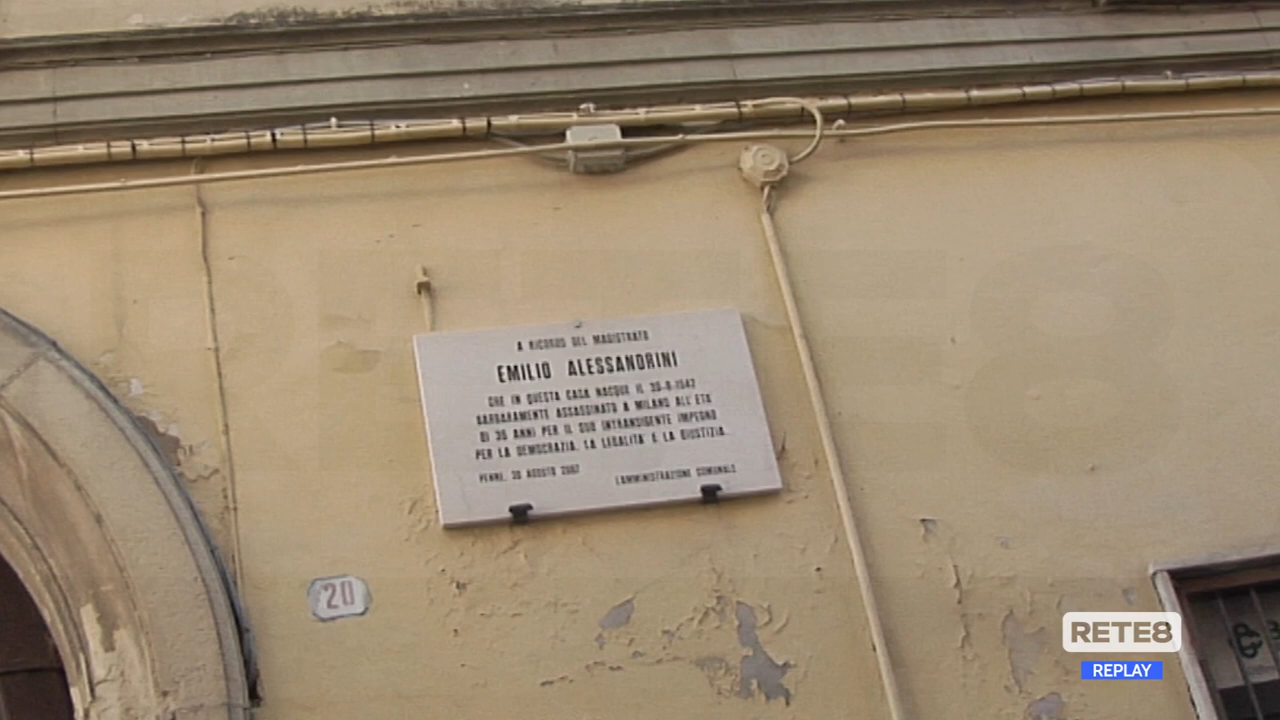 A RICORDO DEL MAGISTRATO
EMILIO ALESSANDRINI
CHE IN QUESTA CASA NACQUE IL 30-8-1942
BARBARAMENTE ASSASSINATO A MILANO ALL'ETA'
DI 36 ANNI PER IL SUO INTRANSIGENTE IMPEGNO
PER LA DEMOCRAZIA, LA LEGALITA' E LA GIUSTIZIA.
PENNE, 30 AGOSTO 2007 L'AMMINISTRAZIONE COMUNALE
20
RETE8
REPLAY